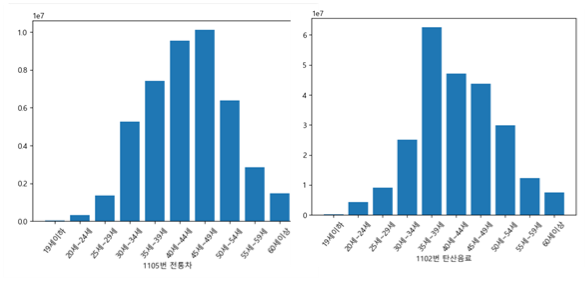 1e7
1.0
0.8
0.6
0.4
0.2
0.0
19세이하
20세~24세
25세~29세
30세~34세
35세~39세
40세~44세
45세~49세
50세~54세
55세~59세
60세이상
1105번 전통차
1e7
6
5
4
3
2
1
0
19세이하
20세~24세
25세~29세
30세~34세
35세~39세
40세~44세
45세~49세
50세~54세
55세~59세
60세이상
1102번 탄산음료